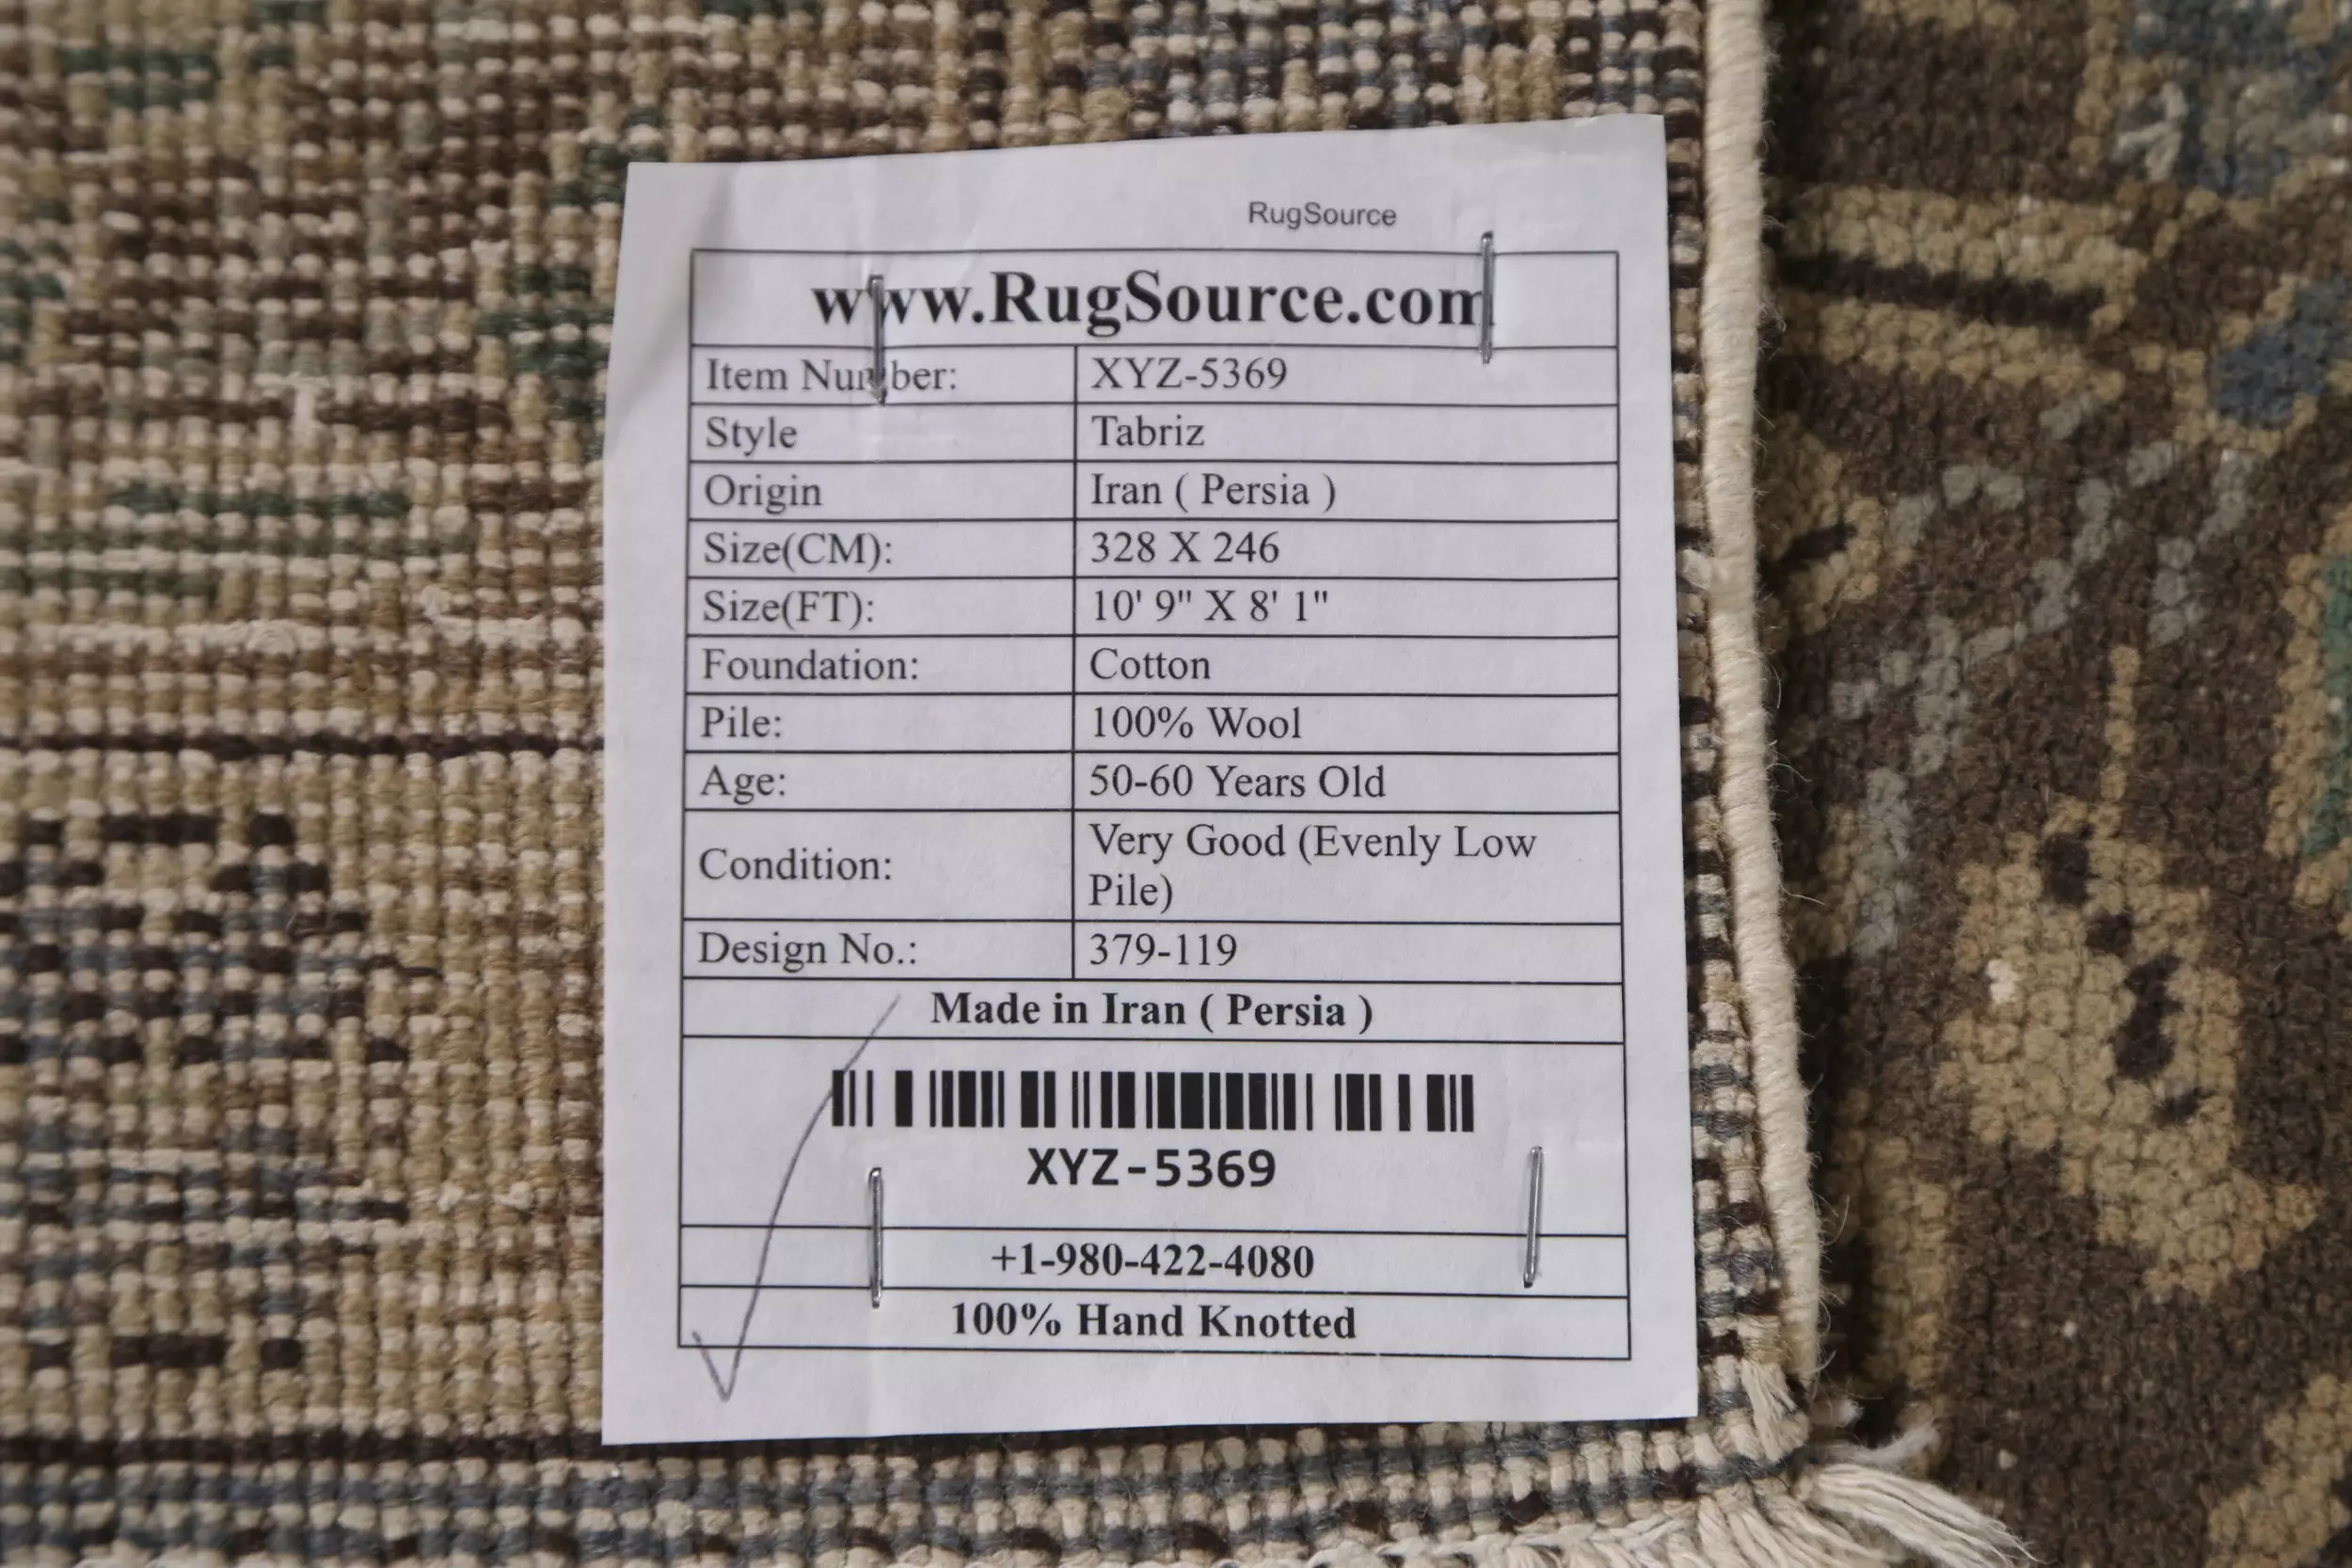 RugSource
www.RugSource.com
Item Number: XYZ-5369
Style Tabriz
Origin Iran ( Persia )
Size(CM): 328 X 246
Size(FT): 10' 9" X 8' 1"
Foundation: Cotton
Pile: 100% Wool
Age: 50-60 Years Old
Condition: Very Good (Evenly Low
Pile)
Design No.: 379-119
Made in Iran ( Persia )
XYZ-5369
+1-980-422-4080
100% Hand Knotted